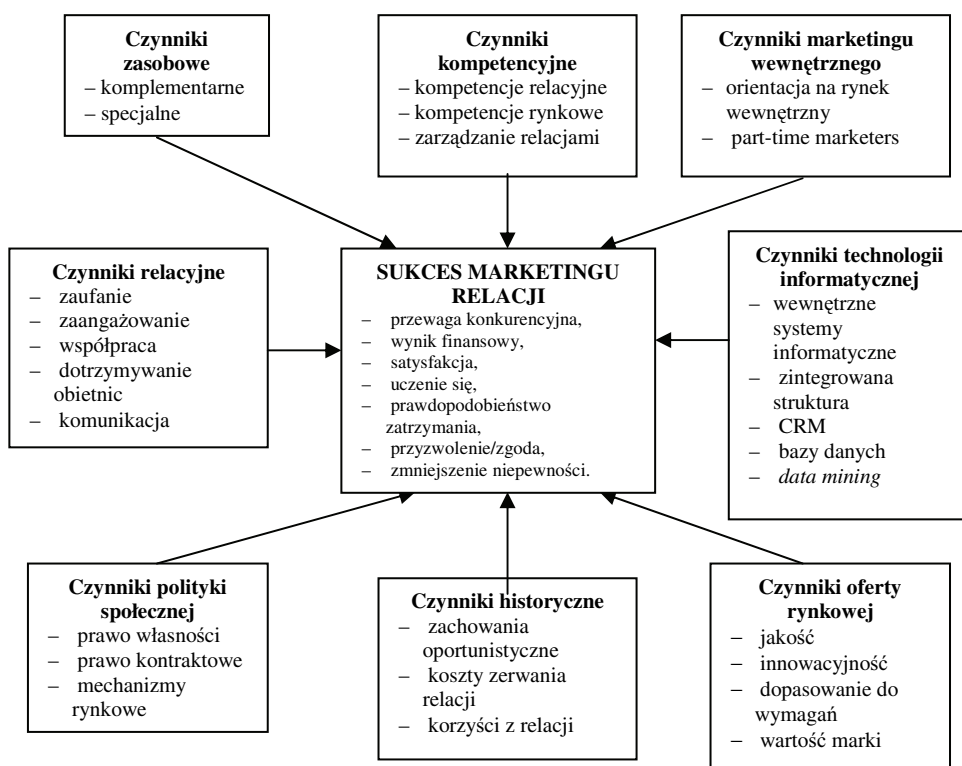 Czynniki
zasobowe
– komplementarne
– specjalne
Czynniki
kompetencyjne
– kompetencje relacyjne
– kompetencje rynkowe
– zarządzanie relacjami
Czynniki marketingu
wewnętrznego
– orientacja na rynek
wewnętrzny
– part-time marketers
Czynniki relacyjne
– zaufanie
– zaangażowanie
– współpraca
– dotrzymywanie
obietnic
– komunikacja
SUKCES MARKETINGU
RELACJI
– przewaga konkurencyjna,
– wynik finansowy,
– satysfakcja,
– uczenie się,
– prawdopodobieństwo
zatrzymania,
– przyzwolenie/zgoda,
– zmniejszenie niepewności.
Czynniki technologii
informatycznej
– wewnętrzne
systemy
informatyczne
– zintegrowana
struktura
– CRM
– bazy danych
– data mining
Czynniki polityki
społecznej
– prawo własności
– prawo kontraktowe
– mechanizmy
rynkowe
Czynniki historyczne
– zachowania
oportunistyczne
– koszty zerwania
relacji
– korzyści z relacji
Czynniki oferty
rynkowej
– jakość
– innowacyjność
– dopasowanie do
wymagań
– wartość marki